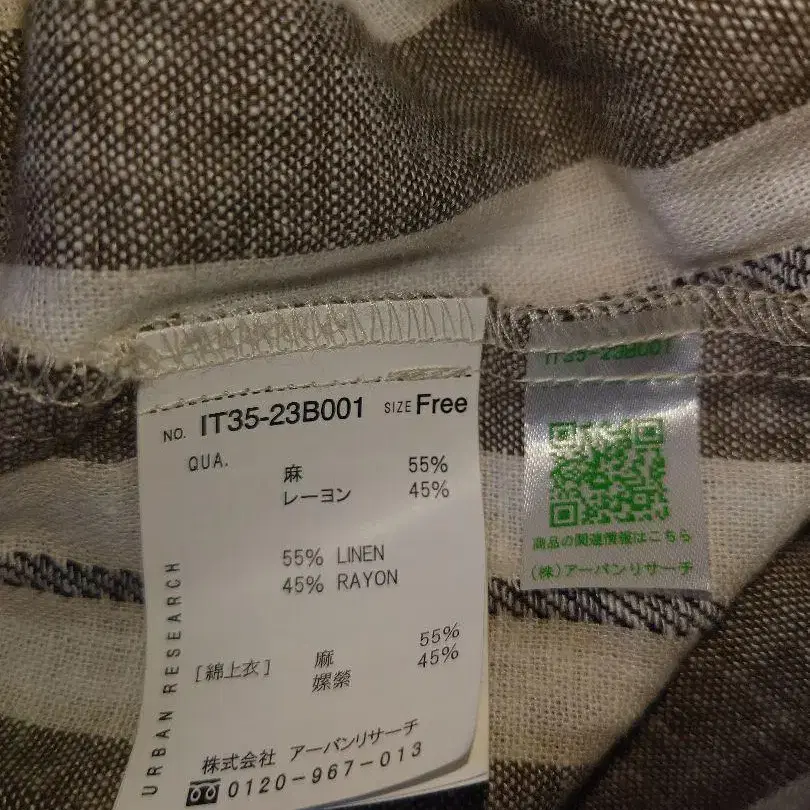 NO. IT35-23B001 SIZE Free
QUA.
麻 55%
レーヨン 45%
55% LINEN
45% RAYON
[綿上衣] 麻 55%
嫘縈 45%
株式会社 アーバンリサーチ
0120-967-013
URBAN RESEARCH
IT35-23B001
商品の関連情報はこちら
(株)アーバンリサーチ